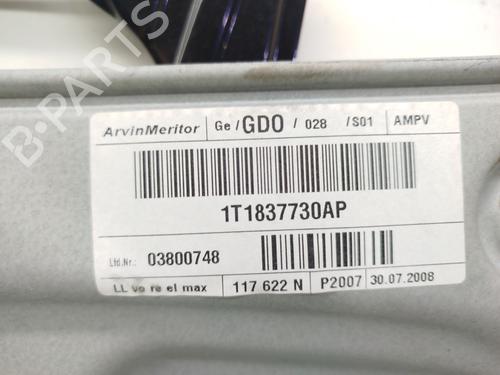 ArvinMeritor Ge/GDO/028 /S01 AMPV
1T1837730AP
Lfd.Nr.: 03800748
LL vo re el max 117 622 N P2007 30.07.2008
B-PARTS